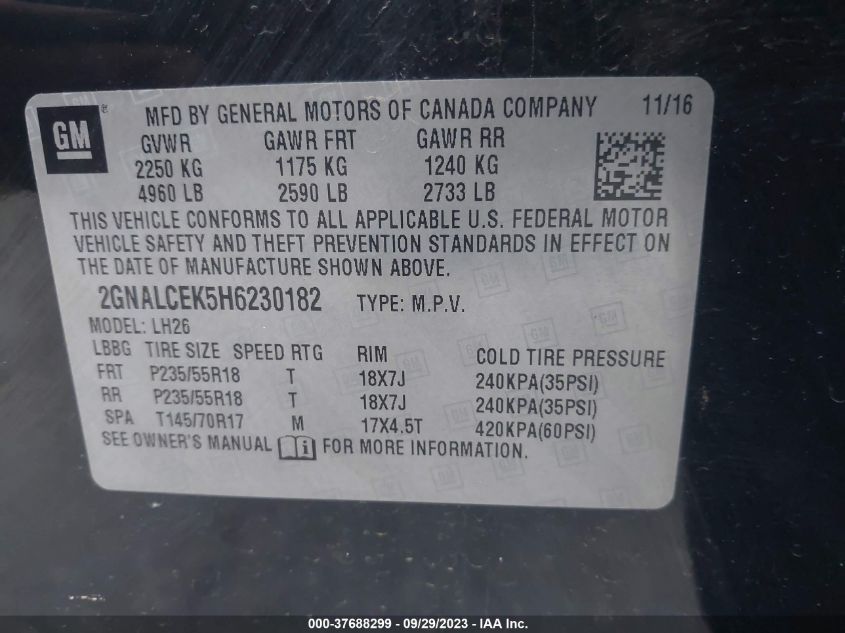 GM
MFD BY GENERAL MOTORS OF CANADA COMPANY 11/16
GVWR GAWR FRT GAWR RR
2250 KG 1175 KG 1240 KG
4960 LB 2590 LB 2733 LB
THIS VEHICLE CONFORMS TO ALL APPLICABLE U.S. FEDERAL MOTOR
VEHICLE SAFETY AND THEFT PREVENTION STANDARDS IN EFFECT ON
THE DATE OF MANUFACTURE SHOWN ABOVE.
2GNALCEK5H6230182 TYPE: M.P.V.
MODEL: LH26
LBBG TIRE SIZE SPEED RTG RIM COLD TIRE PRESSURE
FRT P235/55R18 T 18X7J 240KPA(35PSI)
RR P235/55R18 T 18X7J 240KPA(35PSI)
SPA T145/70R17 M 17X4.5T 420KPA(60PSI)
SEE OWNER'S MANUAL i FOR MORE INFORMATION.
000-37688299 - 09/29/2023 - IAA Inc.